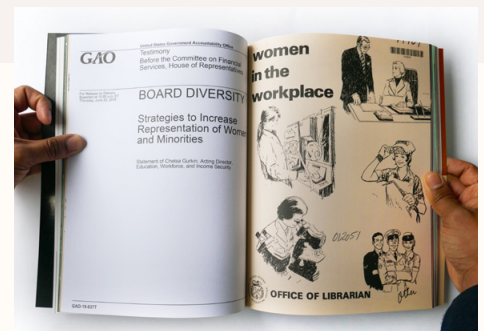 United States Government Accountability Office
GAO
Testimony
Before the Committee on Financial
Services, House of Representatives
BOARD DIVERSITY
Strategies to Increase
Representation of Women
and Minorities
Statement of Chelsa Gurkin, Acting Director,
Education, Workforce, and Income Security
women
in the
workplace
012051
OFFICE OF LIBRARIAN